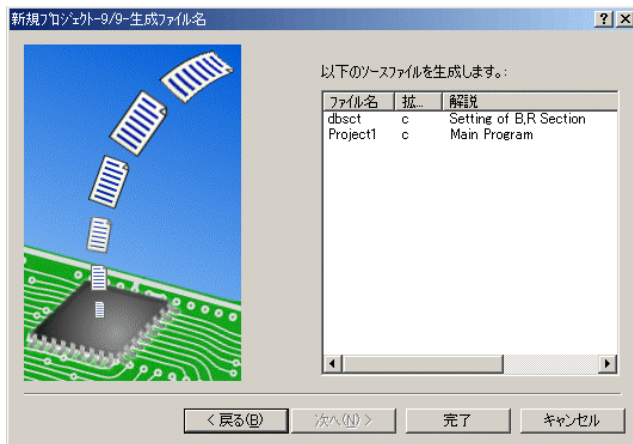 新規プロジェクト-9/9-生成ファイル名
以下のソースファイルを生成します。:
ファイル名 拡... 解説
dbsct c Setting of B,R Section
Project1 c Main Program
< 戻る(B) 次へ(N) > 完了 キャンセル